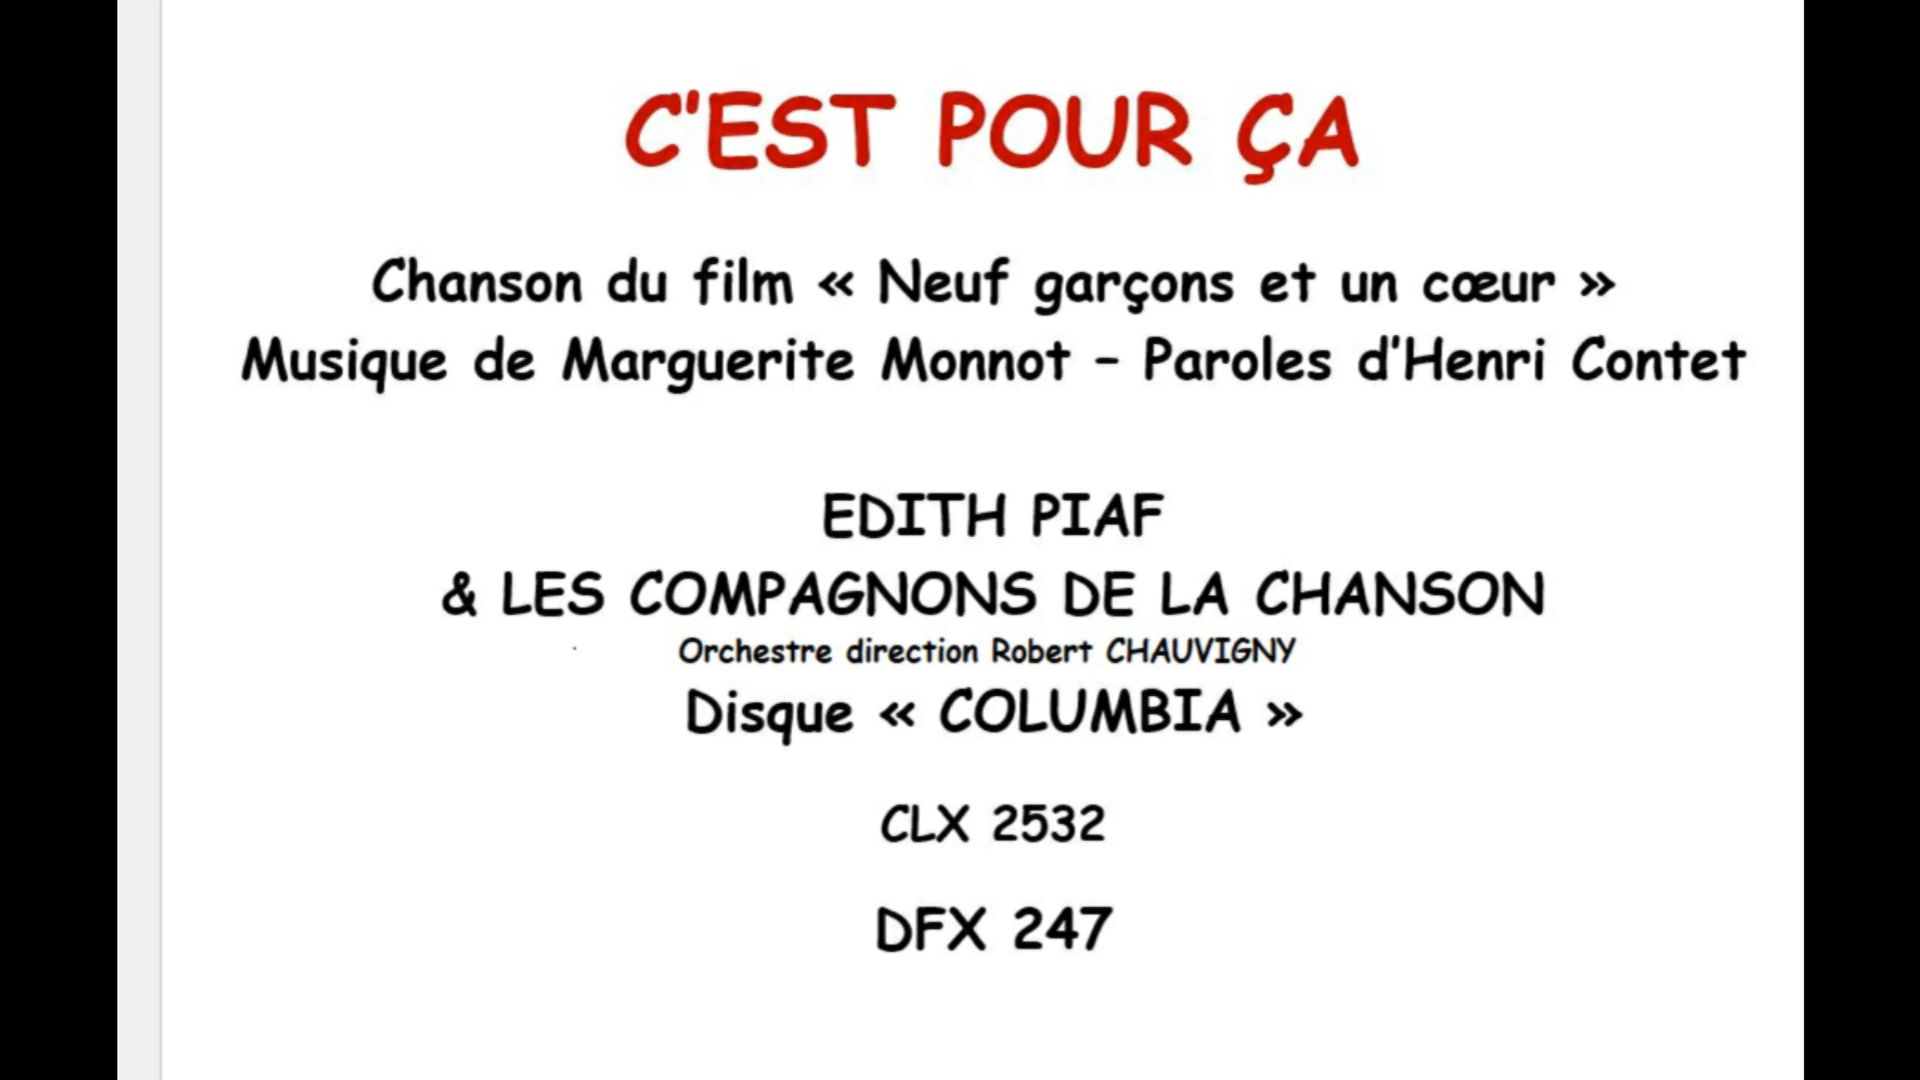 C'EST POUR ÇA
Chanson du film « Neuf garçons et un cœur »
Musique de Marguerite Monnot – Paroles d'Henri Contet
EDITH PIAF
& LES COMPAGNONS DE LA CHANSON
Orchestre direction Robert CHAUVIGNY
Disque « COLUMBIA »
CLX 2532
DFX 247